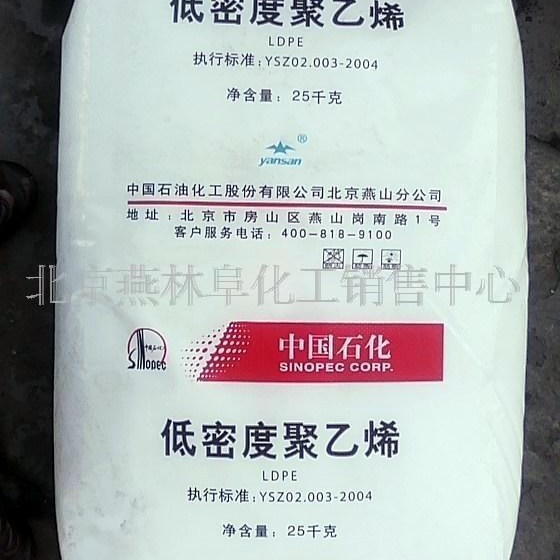 低密度聚乙烯
LDPE
执行标准:YSZ02.003-2004
净含量: 25千克
®
yansan
中国石油化工股份有限公司北京燕山分公司
地址:北京市房山区燕山岗南路1号
客户服务电话: 400-818-9100
北京燕林阜化工销售中心
中国石化
SINOPEC
中国石化
SINOPEC CORP.
低密度聚乙烯
LDPE
执行标准:YSZ02.003-2004
净含量: 25千克